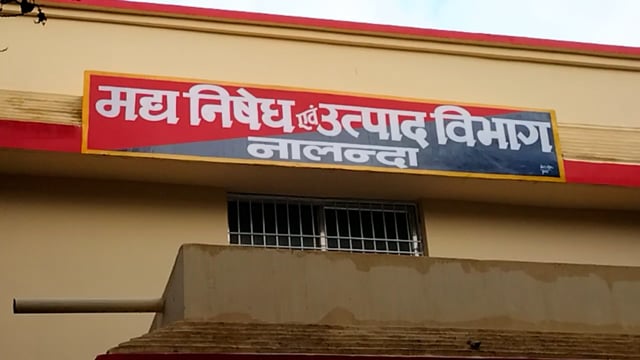 मद्य निषेध एवं उत्पाद विभाग
नालन्दा